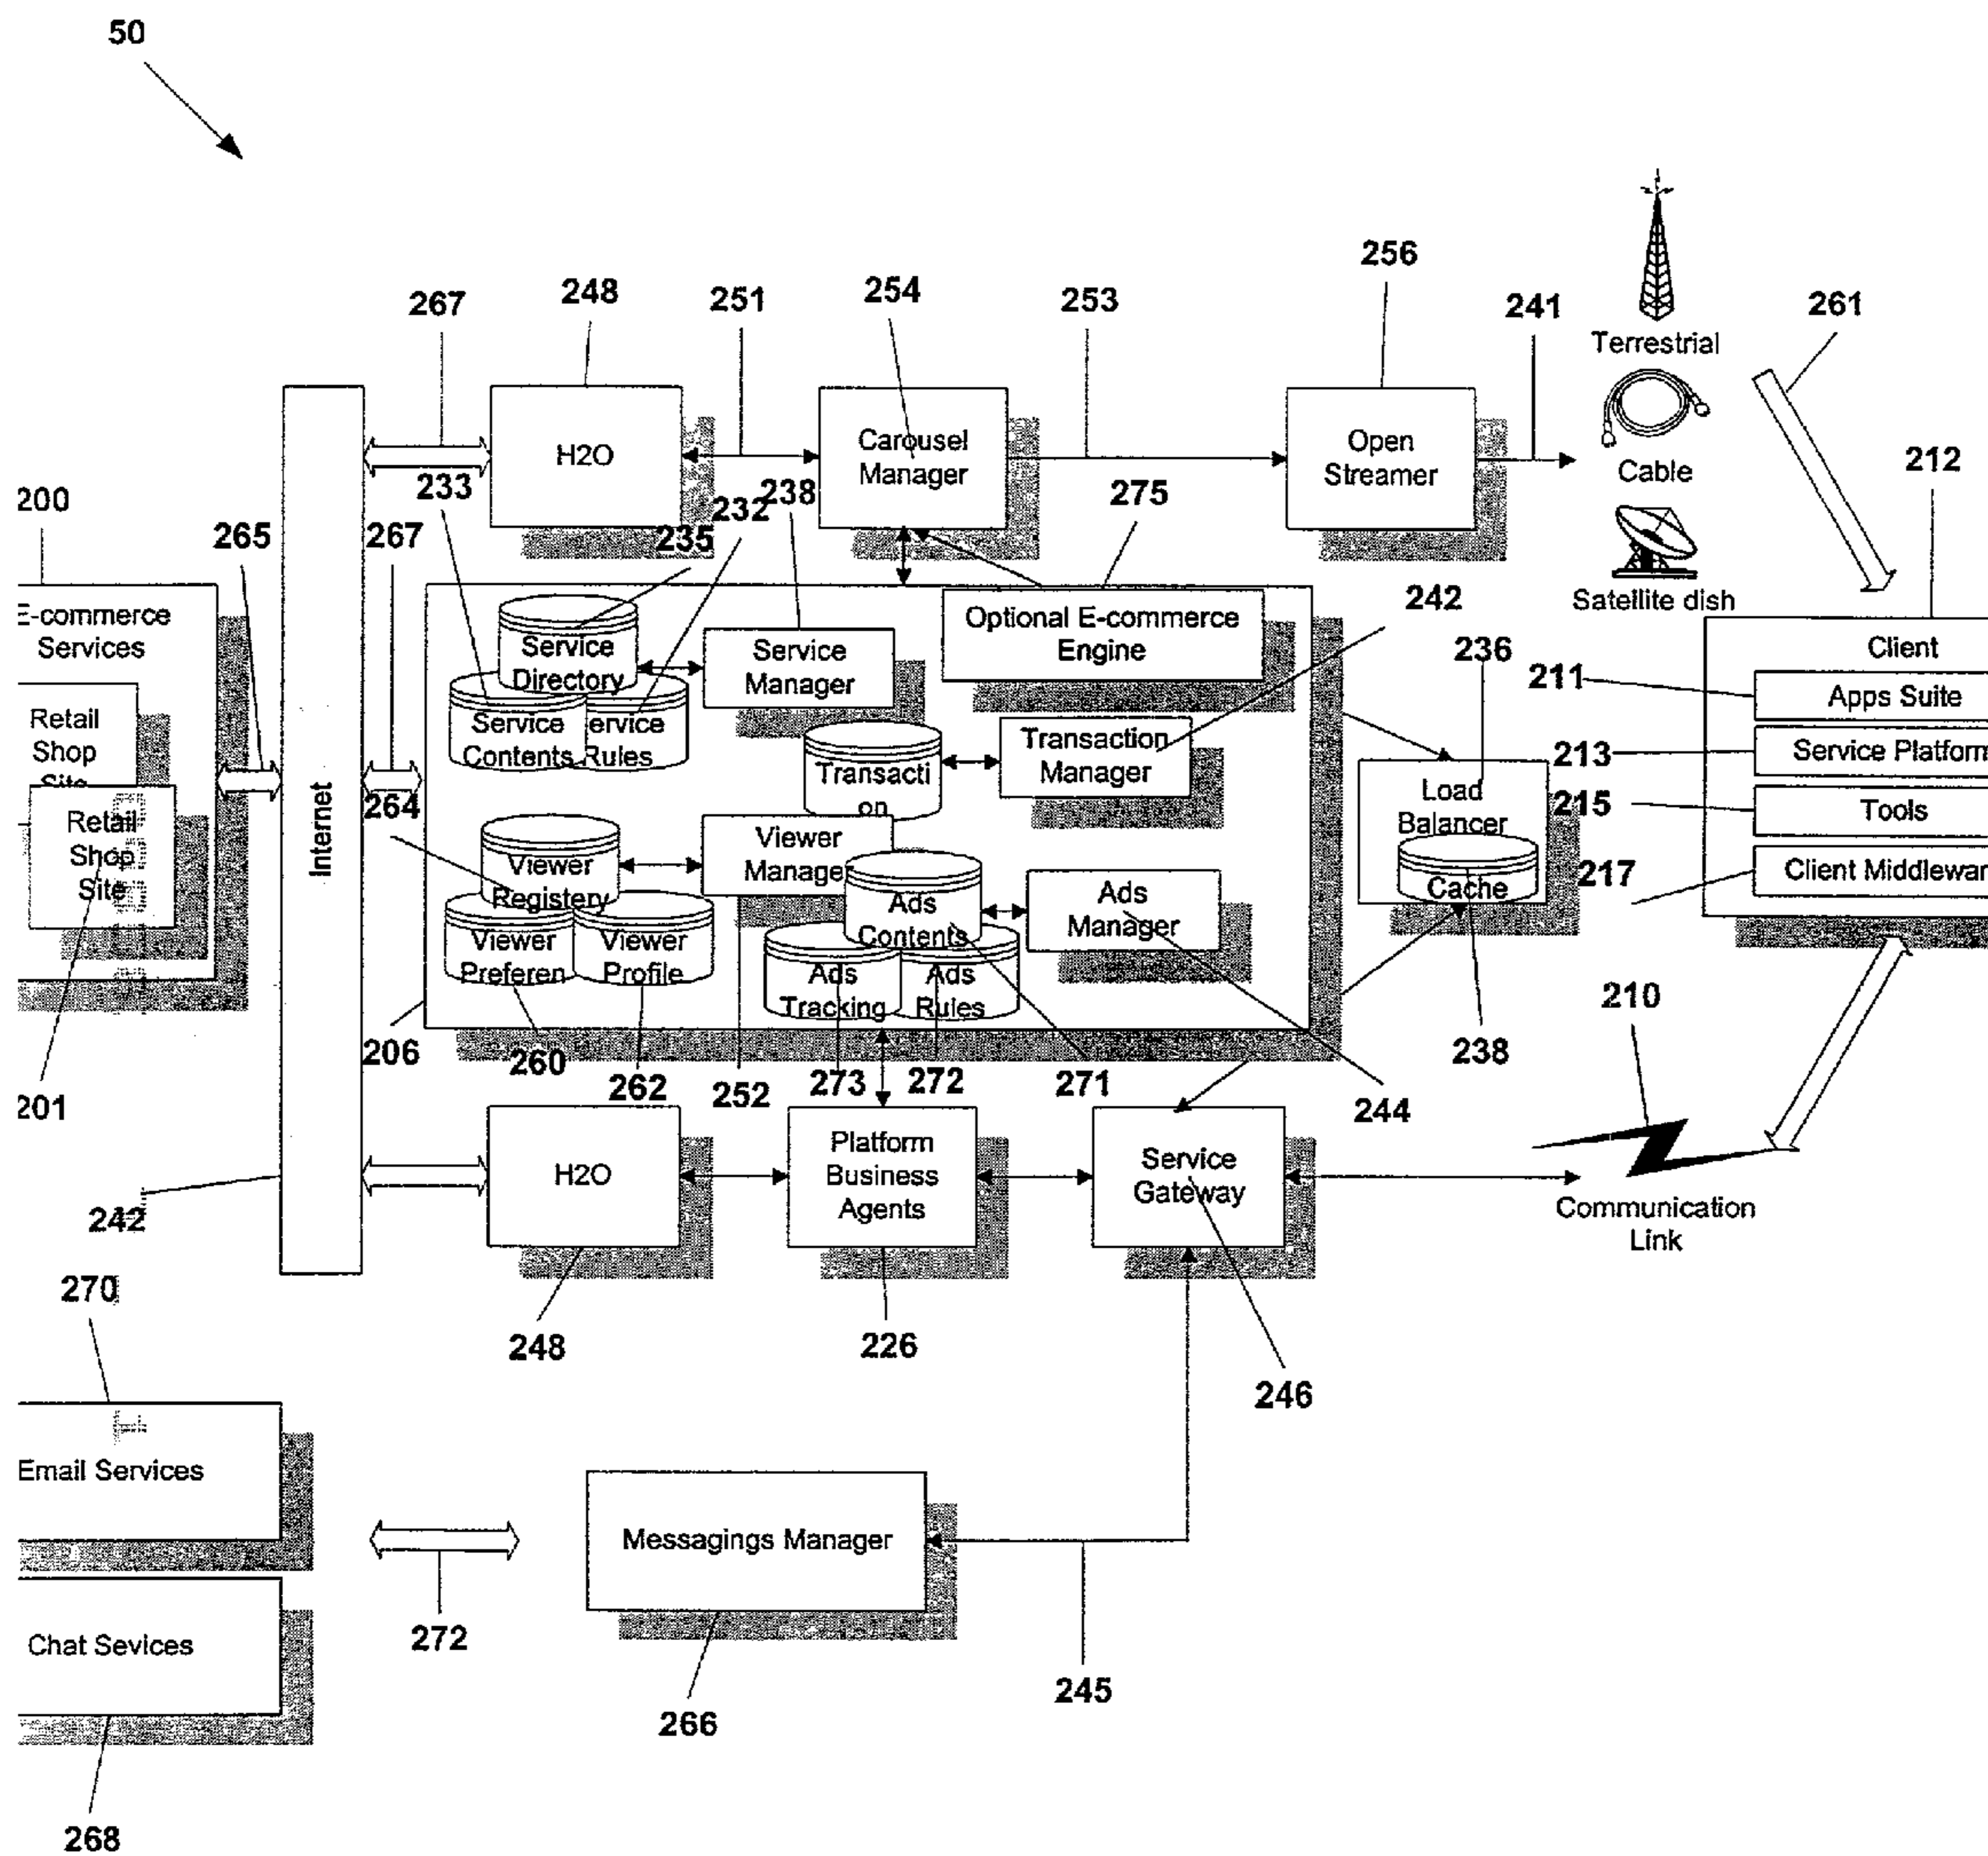 50
256
248
251
254
253
241
261
267
Terrestrial
H2O
Carousel
Manager
Open
Streamer
Cable
212
233
232
238
275
200
265
267
235
242
Satellite dish
E-commerce
Services
Service
Directory
Service
Manager
Optional E-commerce
Engine
236
Client
211
Apps Suite
Retail
Shop
Site
Service
Contents
ervice
Rules
Transaction
Manager
213
Service Platform
Transacti
on
264
Load
Balancer
215
Tools
Internet
Retail
Shop
Site
Viewer
Registery
Viewer
Manage
Ads
Contents
Ads
Manager
Cache
217
Client Middlewar
Viewer
Preferen
Viewer
Profile
Ads
Tracking
Ads
Rules
210
206
260
262
252
273
272
271
244
238
201
H2O
Platform
Business
Agents
Service
Gateway
Communication
Link
242
270
248
226
246
Email Services
Messagings Manager
272
Chat Sevices
245
266
268